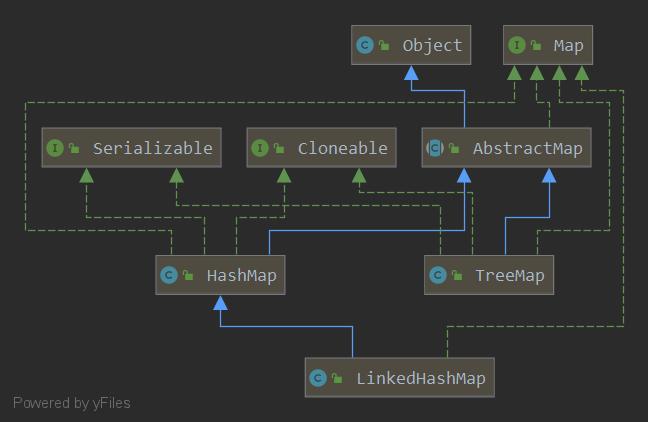 C Object
I Map
I Serializable
I Cloneable
C AbstractMap
C HashMap
C TreeMap
C LinkedHashMap
Powered by yFiles